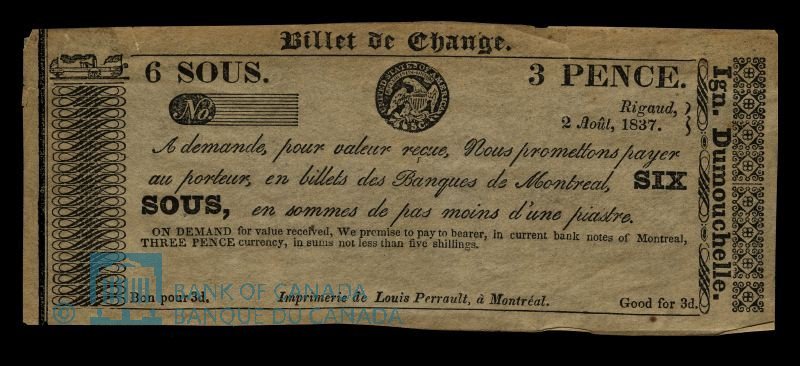 Billet de Change.
6 SOUS.
3 PENCE.
No.
Rigaud,
2 Août, 1837.
A demande, pour valeur reçue, Nous promettons payer
au porteur, en billets des Banques de Montreal, SIX
SOUS, en sommes de pas moins d'une piastre.
ON DEMAND for value received, We promise to pay to bearer, in current bank notes of Montreal,
THREE PENCE currency, in sums not less than five shillings.
Bon pour 3d.
Imprimerie de Louis Perrault, à Montréal.
Good for 3d.
Ign. Dumouchelle.
© BANK OF CANADA
BANQUE DU CANADA